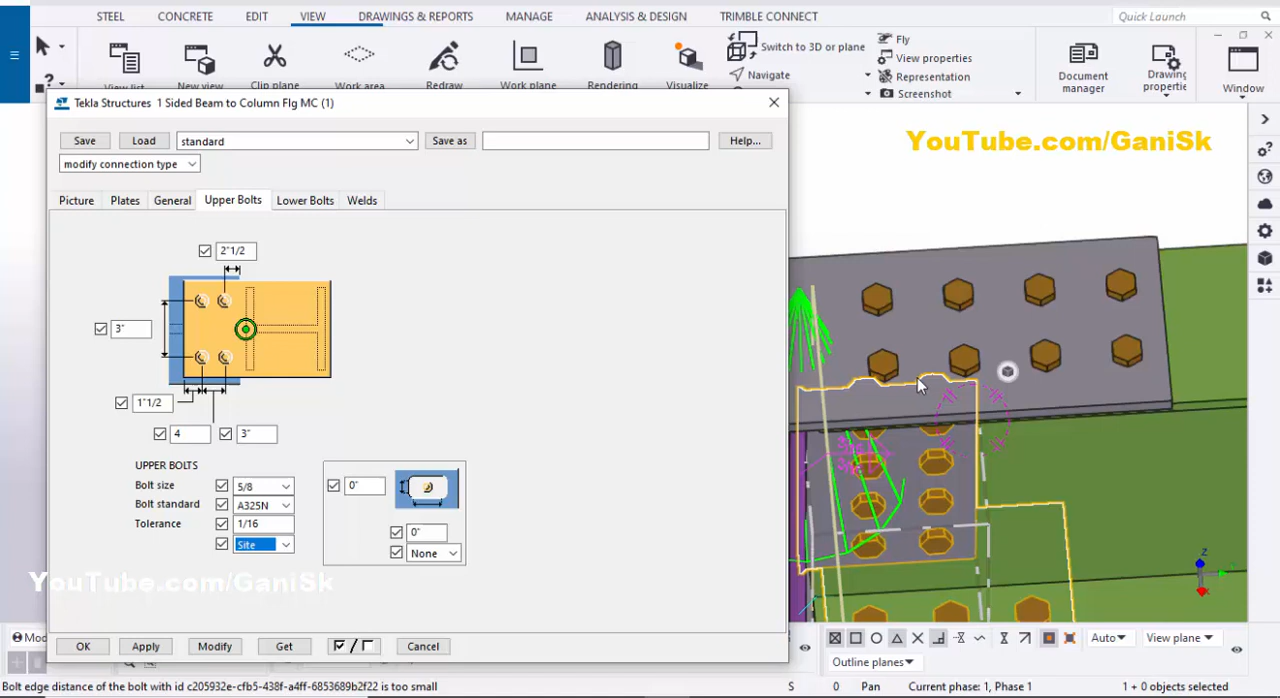 STEEL CONCRETE EDIT VIEW DRAWINGS & REPORTS MANAGE ANALYSIS & DESIGN TRIMBLE CONNECT Quick Launch
Switch to 3D or plane
Navigate
Fly
View properties
Representation
Screenshot
New view Clip plane Work area Redraw Work plane Rendering Visualize
Document manager
Drawing propertie
Window
Tekla Structures 1 Sided Beam to Column Flg MC (1)
YouTube.com/GaniSk
Save Load standard Save as Help...
modify connection type
Picture Plates General Upper Bolts Lower Bolts Welds
2"1/2
3"
1"1/2
4 3"
UPPER BOLTS
Bolt size 5/8
Bolt standard A325N
Tolerance 1/16
Site
0"
0"
None
YouTube.com/GaniSk
OK Apply Modify Get / Cancel
Auto View plane
Outline planes
Bolt edge distance of the bolt with id c205932e-cfb5-438f-a4ff-6853689b2f22 is too small
S 0 Pan Current phase: 1, Phase 1 1 + 0 objects selected